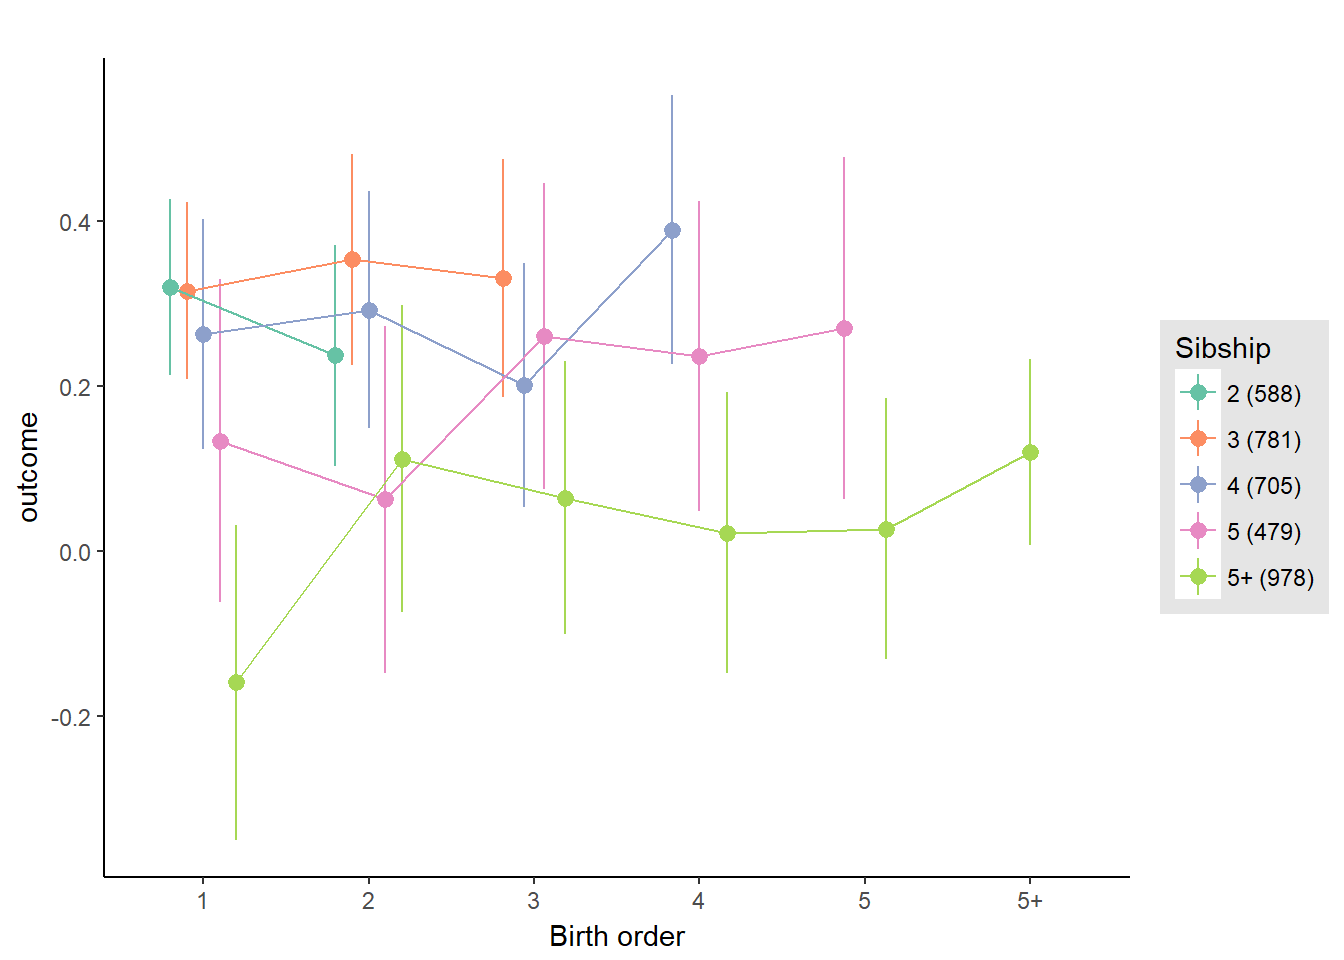 0.4
0.2
0.0
-0.2
outcome
1 2 3 4 5 5+
Birth order
Sibship
2 (588)
3 (781)
4 (705)
5 (479)
5+ (978)